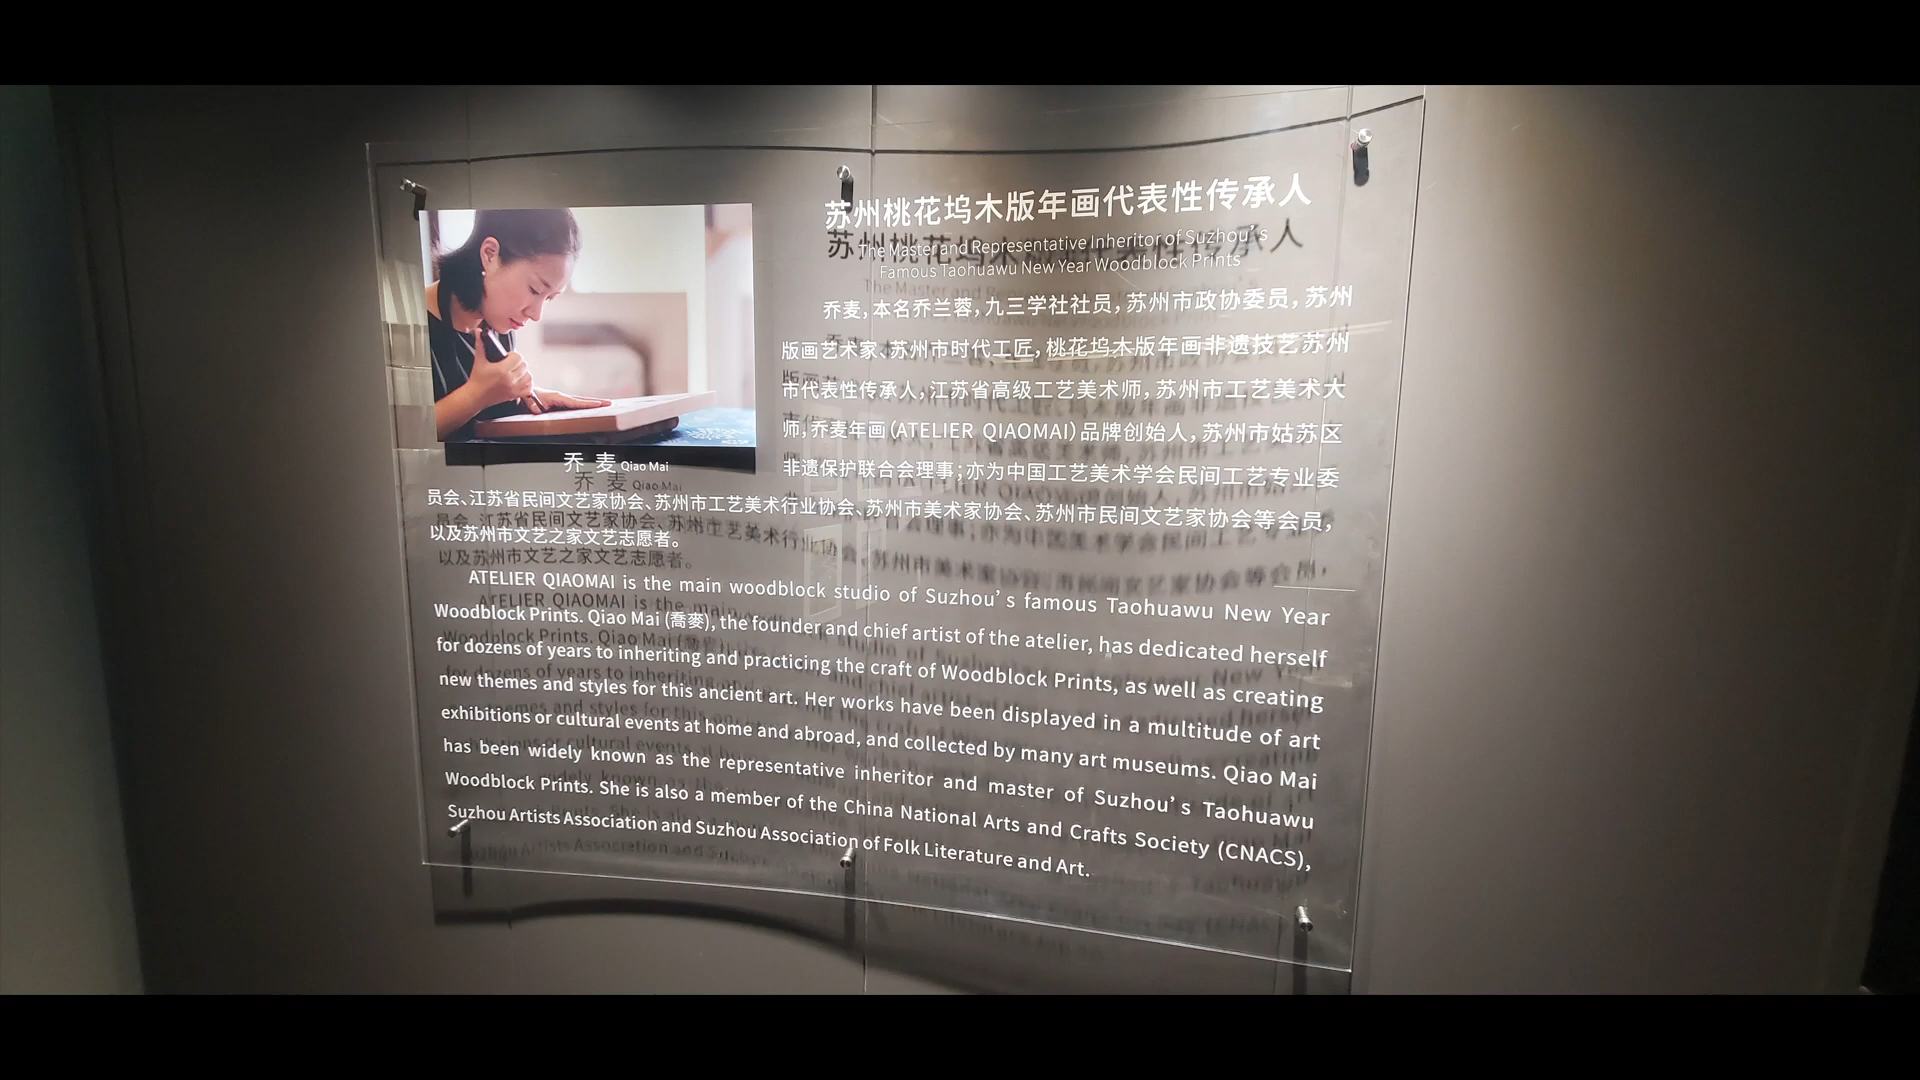 苏州桃花坞木版年画代表性传承人
The Master and Representative Inheritor of Suzhou's
Famous Taohuawu New Year Woodblock Prints
乔麦,本名乔兰蓉,九三学社社员,苏州市政协委员,苏州
版画艺术家、苏州市时代工匠,桃花坞木版年画非遗技艺苏州
市代表性传承人,江苏省高级工艺美术师,苏州市工艺美术大
师,乔麦年画(ATELIER QIAOMAI)品牌创始人,苏州市姑苏区
非遗保护联合会理事;亦为中国工艺美术学会民间工艺专业委
乔 麦 Qiao Mai
员会、江苏省民间文艺家协会、苏州市工艺美术行业协会、苏州市美术家协会、苏州市民间文艺家协会等会员,
以及苏州市文艺之家文艺志愿者。
ATELIER QIAOMAI is the main woodblock studio of Suzhou's famous Taohuawu New Year
Woodblock Prints. Qiao Mai (喬麥), the founder and chief artist of the atelier, has dedicated herself
for dozens of years to inheriting and practicing the craft of Woodblock Prints, as well as creating
new themes and styles for this ancient art. Her works have been displayed in a multitude of art
exhibitions or cultural events at home and abroad, and collected by many art museums. Qiao Mai
has been widely known as the representative inheritor and master of Suzhou's Taohuawu
Woodblock Prints. She is also a member of the China National Arts and Crafts Society (CNACS),
Suzhou Artists Association and Suzhou Association of Folk Literature and Art.